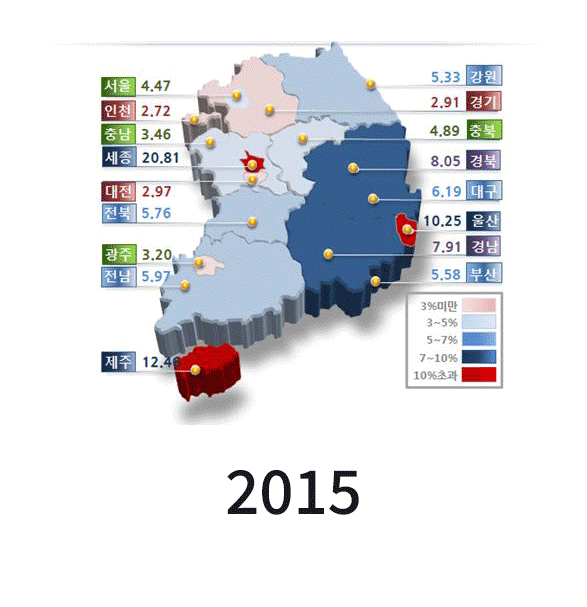 서울 4.47
인천 2.72
충남 3.46
세종 20.81
대전 2.97
전북 5.76
광주 3.20
전남 5.97
제주 12.46
5.33 강원
2.91 경기
4.89 충북
8.05 경북
6.19 대구
10.25 울산
7.91 경남
5.58 부산
3%미만
3~5%
5~7%
7~10%
10%초과
2015